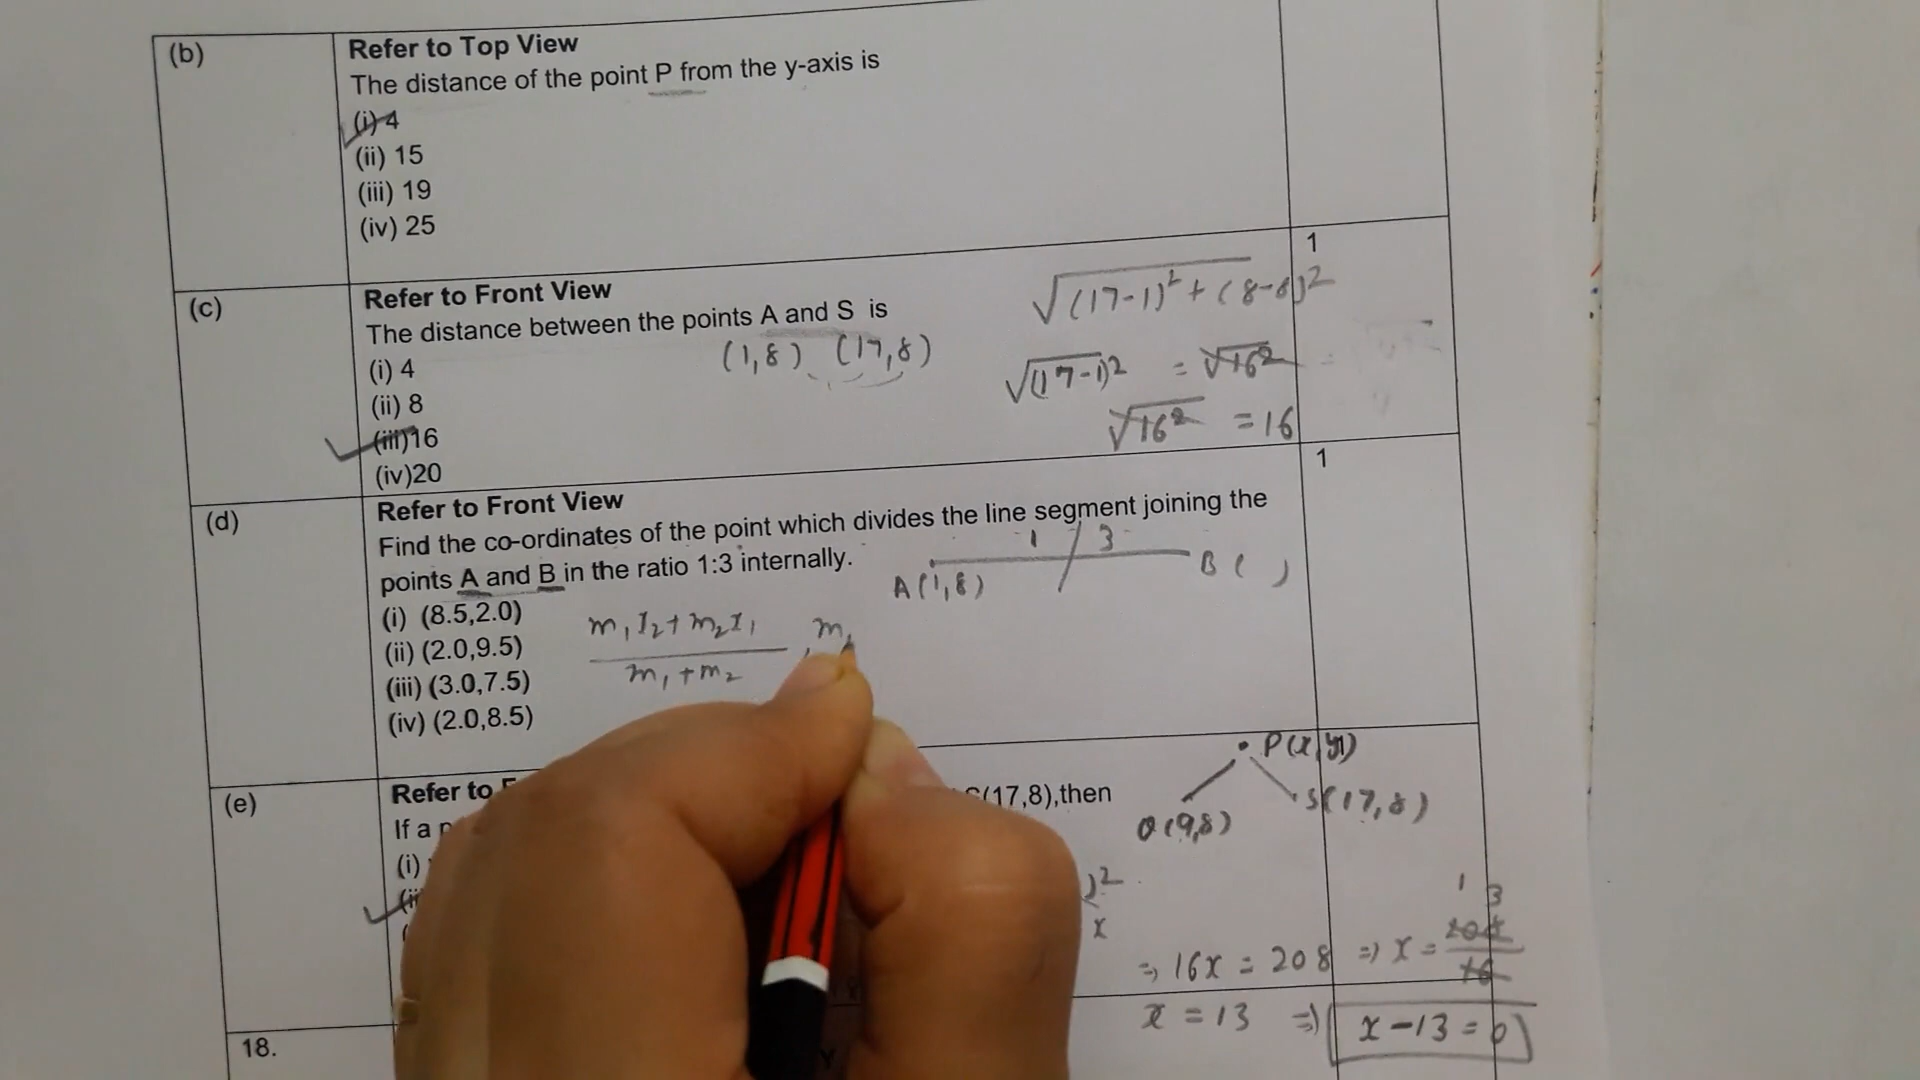 (b)
Refer to Top View
The distance of the point P from the y-axis is
(i) 4
(ii) 15
(iii) 19
(iv) 25
(c)
Refer to Front View
1
The distance between the points A and S is
(1,8) (17,8)
√(17-1)²+(8-8)²
(i) 4
√(17-1)² = √16²
(ii) 8
√16² = 16
(iii)16
(iv)20
(d)
Refer to Front View
1
Find the co-ordinates of the point which divides the line segment joining the
points A and B in the ratio 1:3 internally.
1 3
A(1,8) B( )
(i) (8.5,2.0)
(ii) (2.0,9.5)
(iii) (3.0,7.5)
(iv) (2.0,8.5)
m₁x₂+m₂x₁
m₁+m₂
, m₁
(e)
Refer to
(17,8),then
If a
(i)
P(x,y)
Q(9,8) S(17,8)
)²
x
1 3
⇒ 16x = 208 ⇒ x = 208
16
x = 13 ⇒ x-13=0
18.